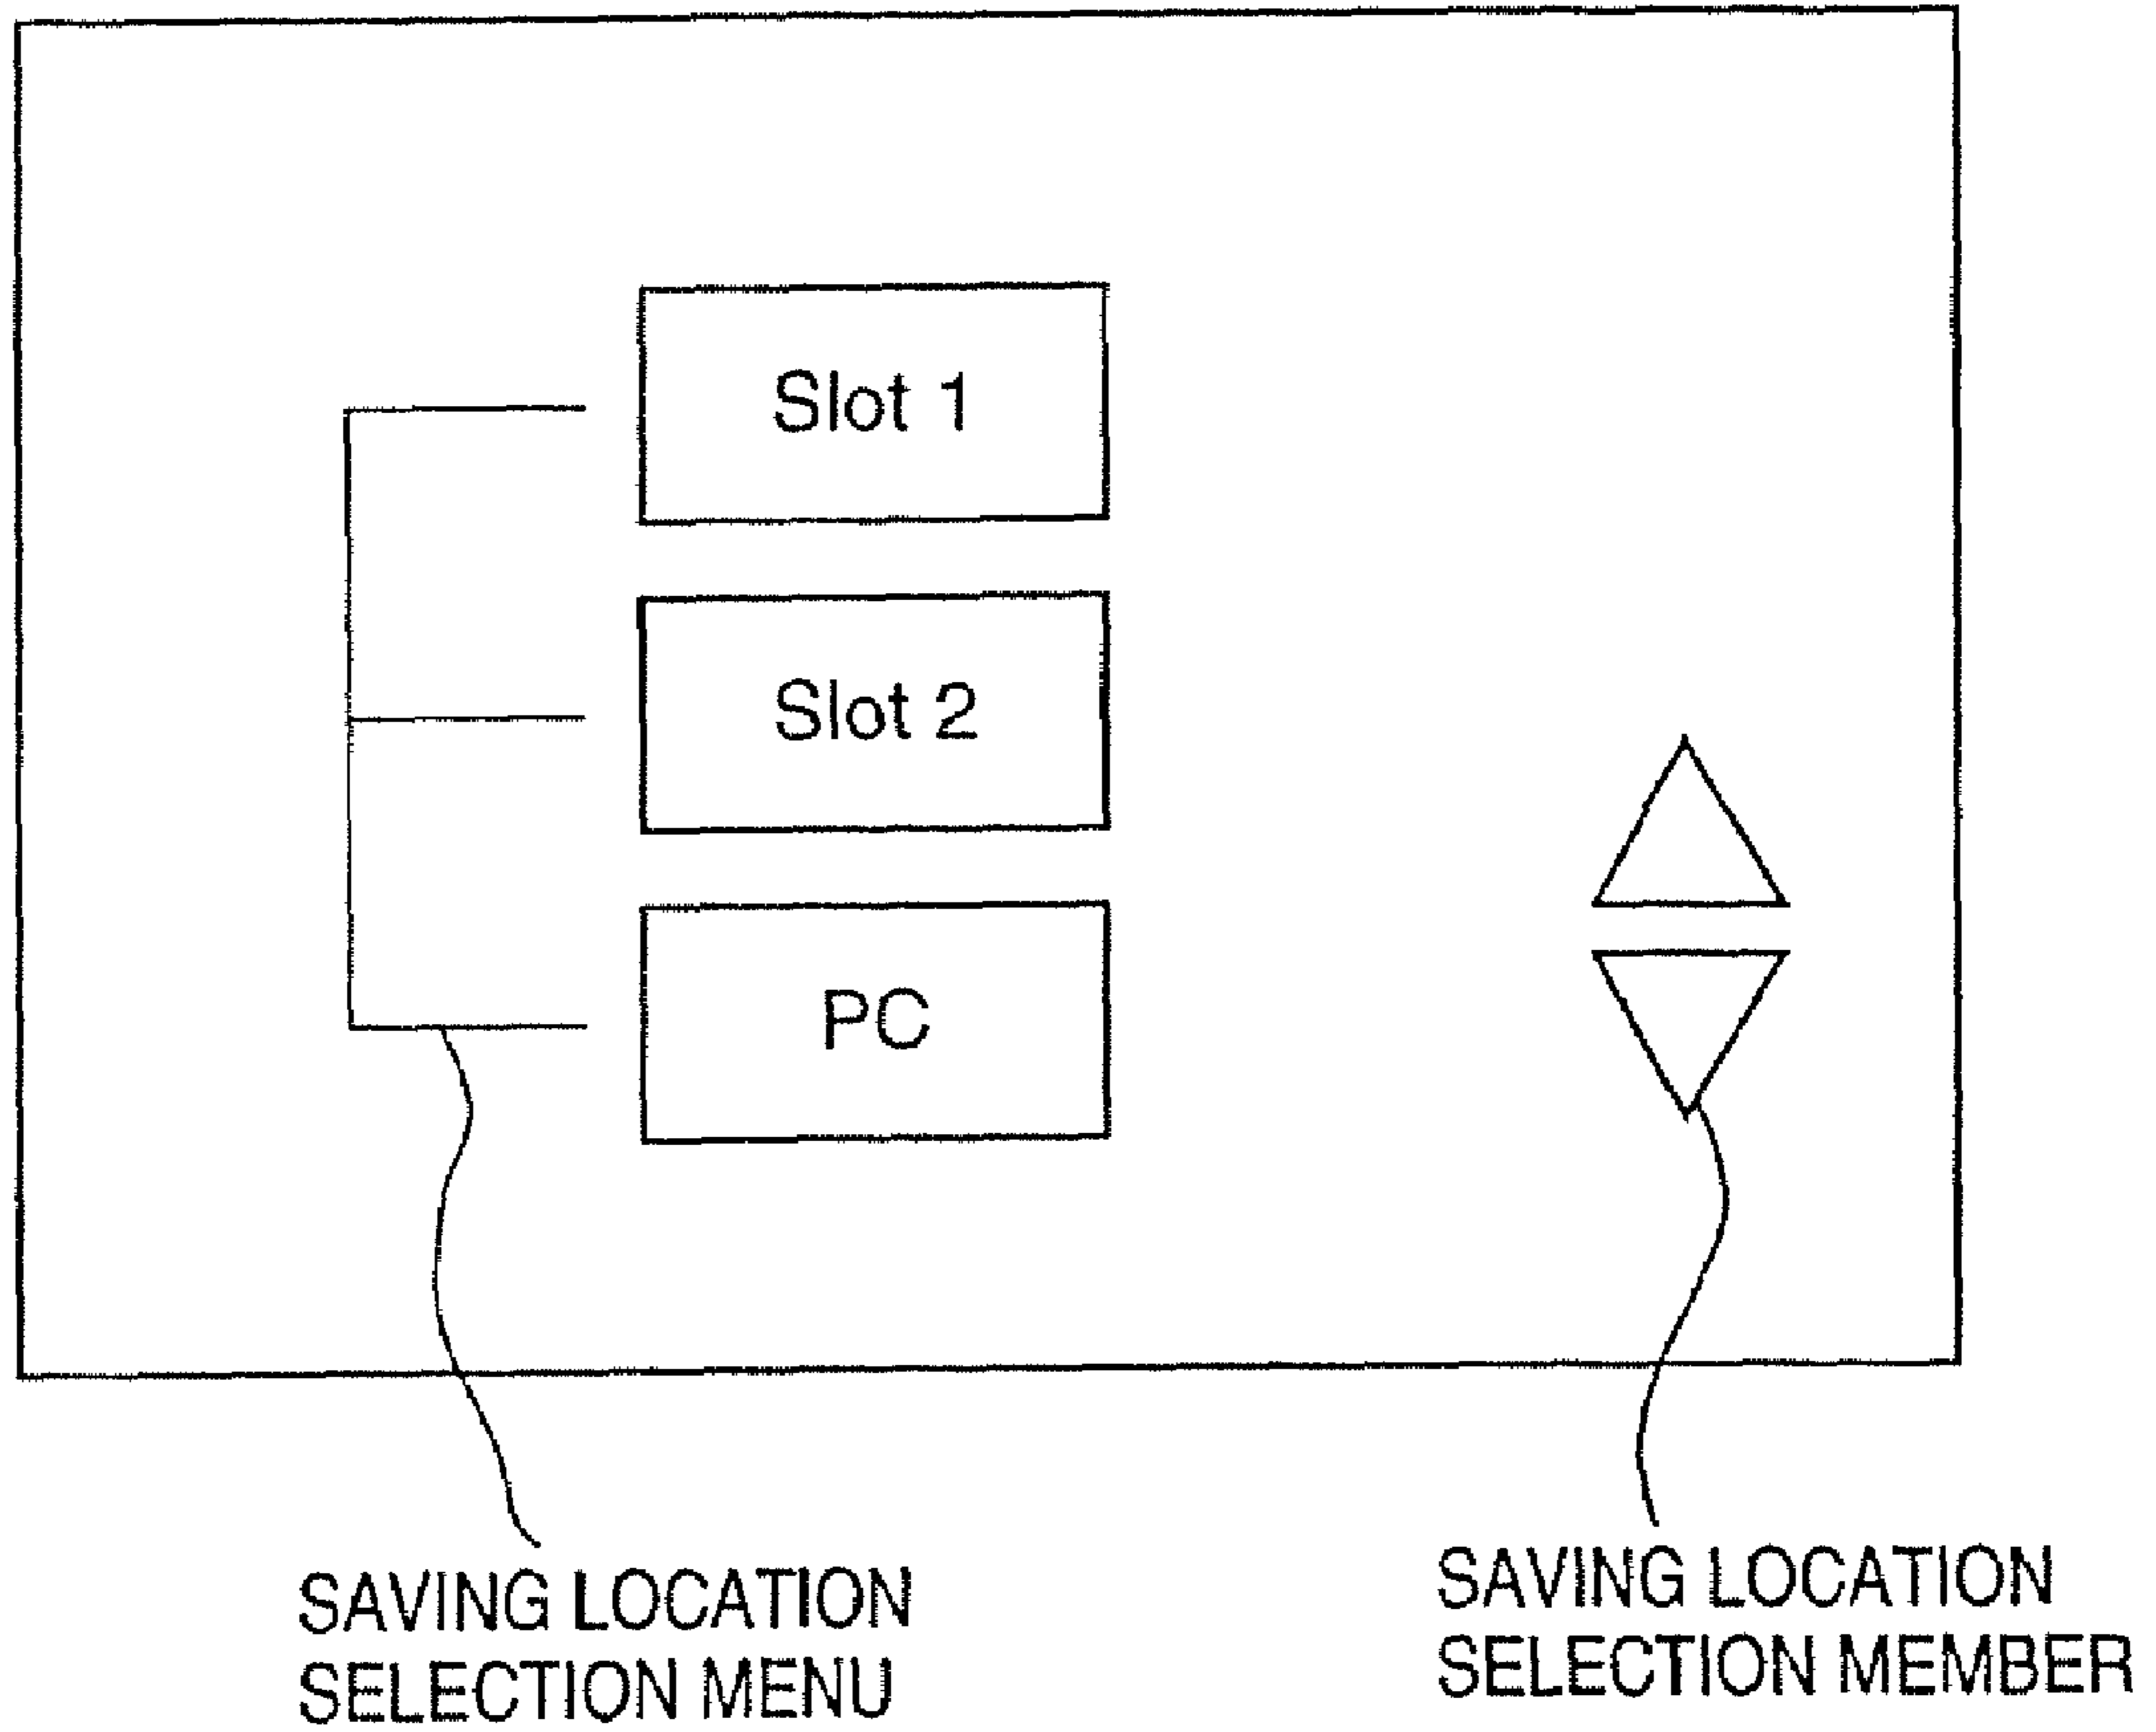 Slot 1
Slot 2
PC
SAVING LOCATION
SELECTION MENU
SAVING LOCATION
SELECTION MEMBER